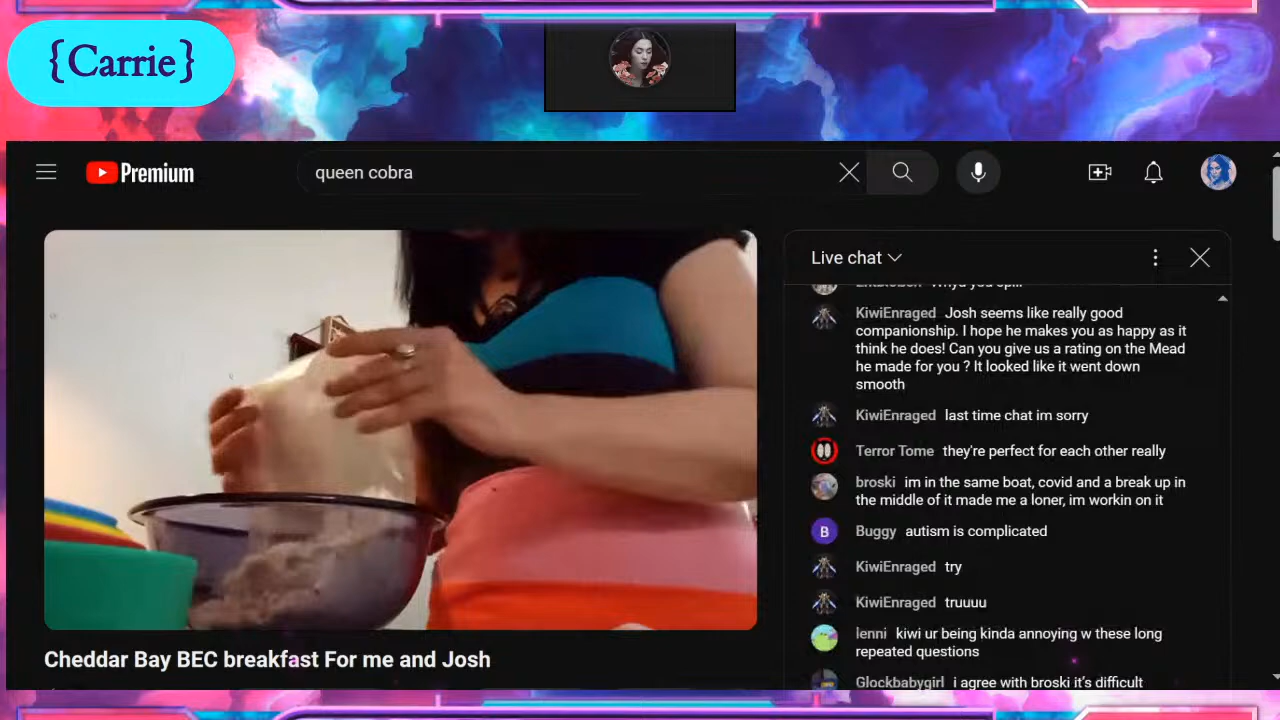 {Carrie}
Premium
queen cobra
Live chat
KiwiEnraged Josh seems like really good
companionship. I hope he makes you as happy as it
think he does! Can you give us a rating on the Mead
he made for you ? It looked like it went down
smooth
KiwiEnraged last time chat im sorry
Terror Tome they're perfect for each other really
broski im in the same boat, covid and a break up in
the middle of it made me a loner, im workin on it
B
Buggy autism is complicated
KiwiEnraged try
KiwiEnraged truuuu
lenni kiwi ur being kinda annoying w these long
repeated questions
Glockbabygirl i agree with broski it's difficult
Cheddar Bay BEC breakfast For me and Josh